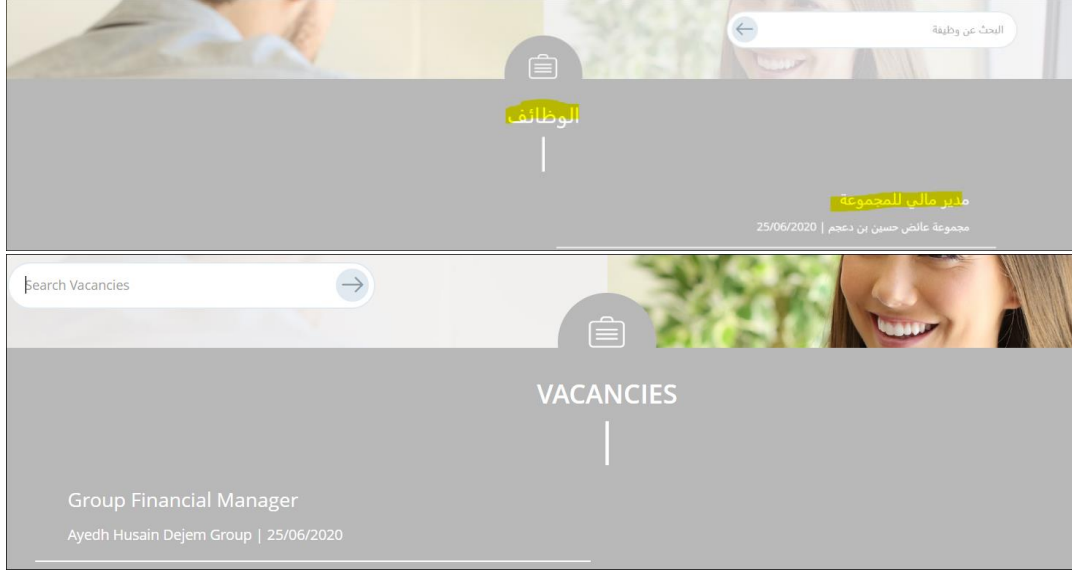 البحث عن وظيفة
الوظائف
مدير مالي للمجموعة
مجموعة عائض حسين بن دعجم | 25/06/2020
Search Vacancies
VACANCIES
Group Financial Manager
Ayedh Husain Dejem Group | 25/06/2020